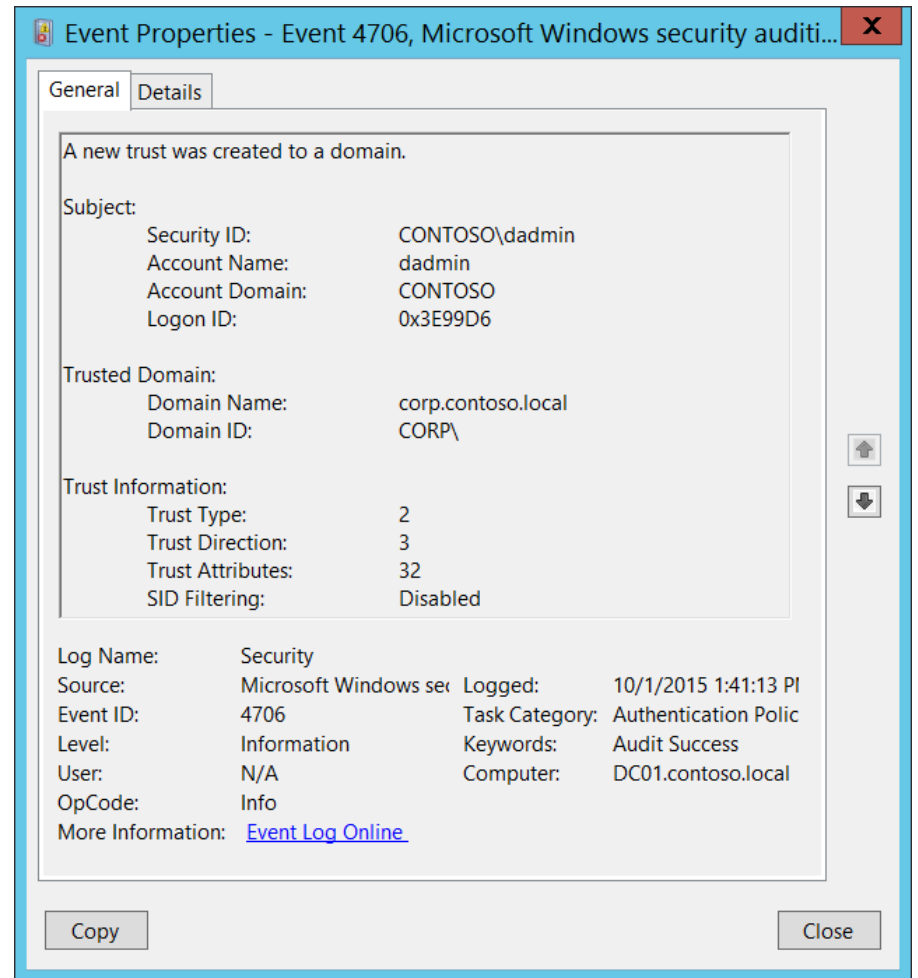 Event Properties - Event 4706, Microsoft Windows security auditi...
X
General Details
A new trust was created to a domain.
Subject:
Security ID: CONTOSO\dadmin
Account Name: dadmin
Account Domain: CONTOSO
Logon ID: 0x3E99D6
Trusted Domain:
Domain Name: corp.contoso.local
Domain ID: CORP\
Trust Information:
Trust Type: 2
Trust Direction: 3
Trust Attributes: 32
SID Filtering: Disabled
Log Name: Security
Source: Microsoft Windows sec Logged: 10/1/2015 1:41:13 PM
Event ID: 4706 Task Category: Authentication Polic
Level: Information Keywords: Audit Success
User: N/A Computer: DC01.contoso.local
OpCode: Info
More Information: Event Log Online
Copy Close